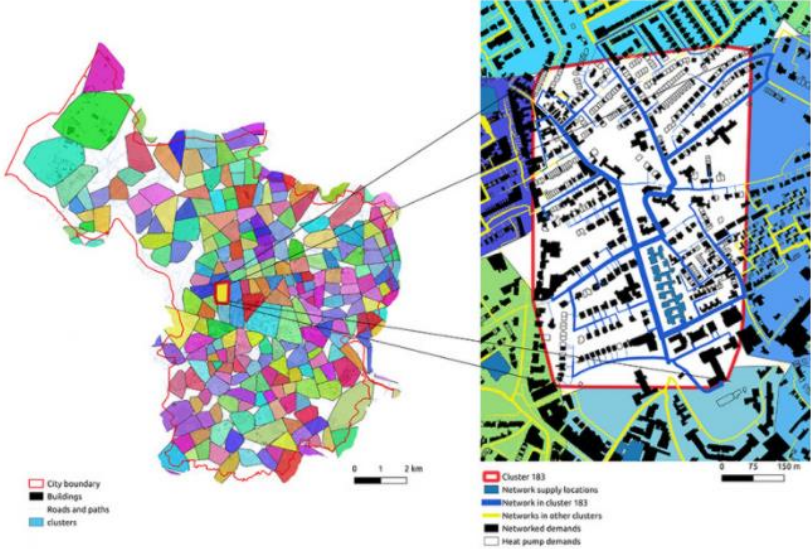 City boundary
Buildings
Roads and paths
clusters
0 1 2 km
Cluster 183
Network supply locations
Network in cluster 183
Networks in other clusters
Networked demands
Heat pump demands
0 75 150 m